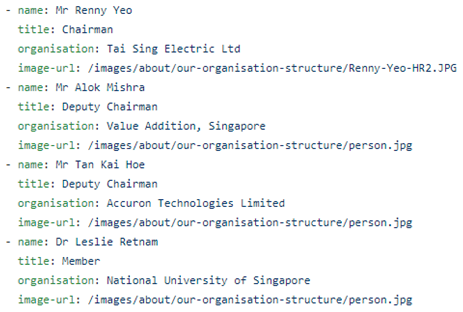 - name: Mr Renny Yeo
title: Chairman
organisation: Tai Sing Electric Ltd
image-url: /images/about/our-organisation-structure/Renny-Yeo-HR2.JPG
- name: Mr Alok Mishra
title: Deputy Chairman
organisation: Value Addition, Singapore
image-url: /images/about/our-organisation-structure/person.jpg
- name: Mr Tan Kai Hoe
title: Deputy Chairman
organisation: Accuron Technologies Limited
image-url: /images/about/our-organisation-structure/person.jpg
- name: Dr Leslie Retnam
title: Member
organisation: National University of Singapore
image-url: /images/about/our-organisation-structure/person.jpg